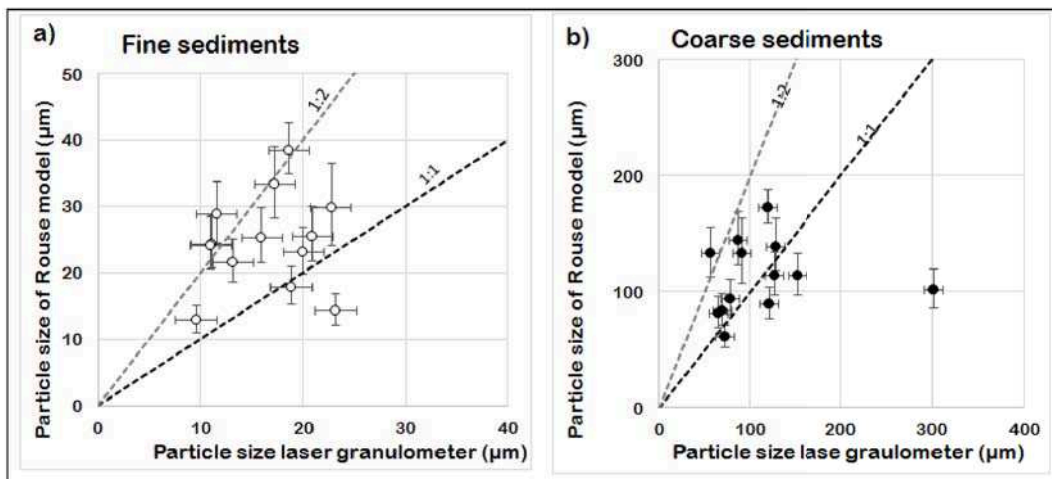 a)
Fine sediments
Particle size of Rouse model (µm)
50
40
30
20
10
0
1:2
1:1
0 10 20 30 40
Particle size laser granulometer (µm)
b)
Coarse sediments
Particle size of Rouse model (µm)
300
200
100
0
1:2
1:1
0 100 200 300 400
Particle size lase graulometer (µm)